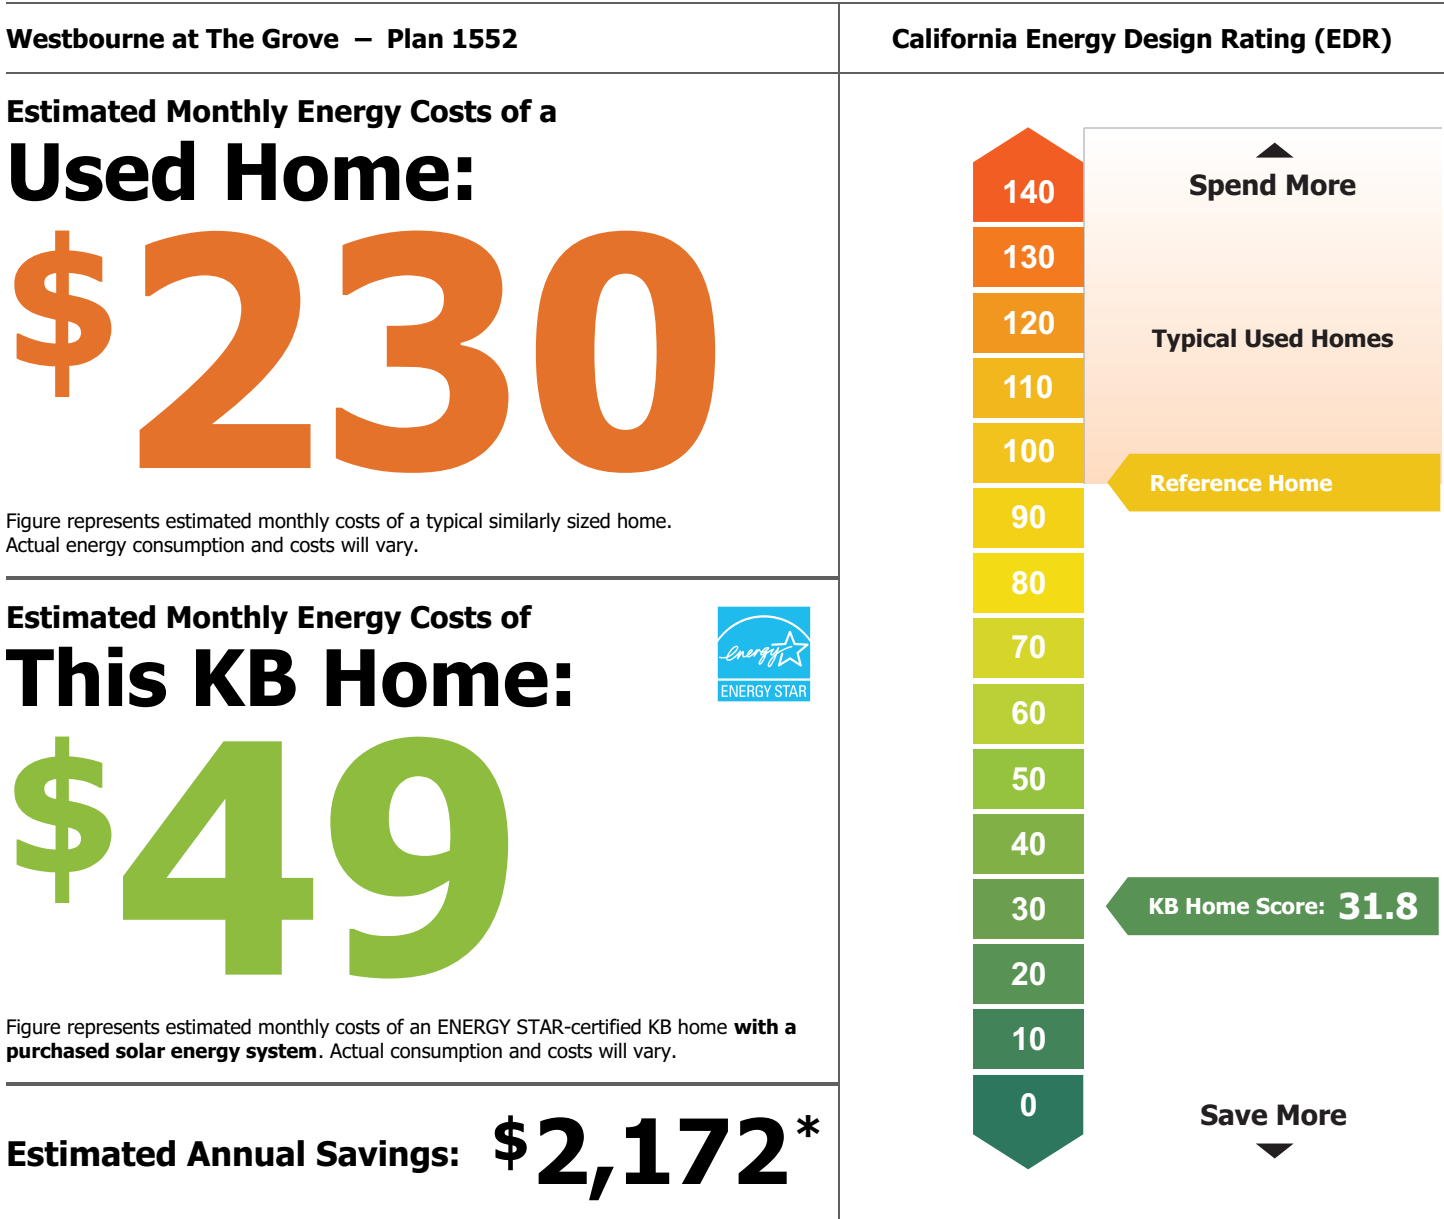 Westbourne at The Grove – Plan 1552
Estimated Monthly Energy Costs of a
Used Home:
$230
Figure represents estimated monthly costs of a typical similarly sized home.
Actual energy consumption and costs will vary.
Estimated Monthly Energy Costs of
This KB Home:
energy
ENERGY STAR
$49
Figure represents estimated monthly costs of an ENERGY STAR-certified KB home with a
purchased solar energy system. Actual consumption and costs will vary.
Estimated Annual Savings: $2,172*
California Energy Design Rating (EDR)
Spend More
140
130
120
Typical Used Homes
110
100
Reference Home
90
80
70
60
50
40
30
KB Home Score: 31.8
20
10
0
Save More